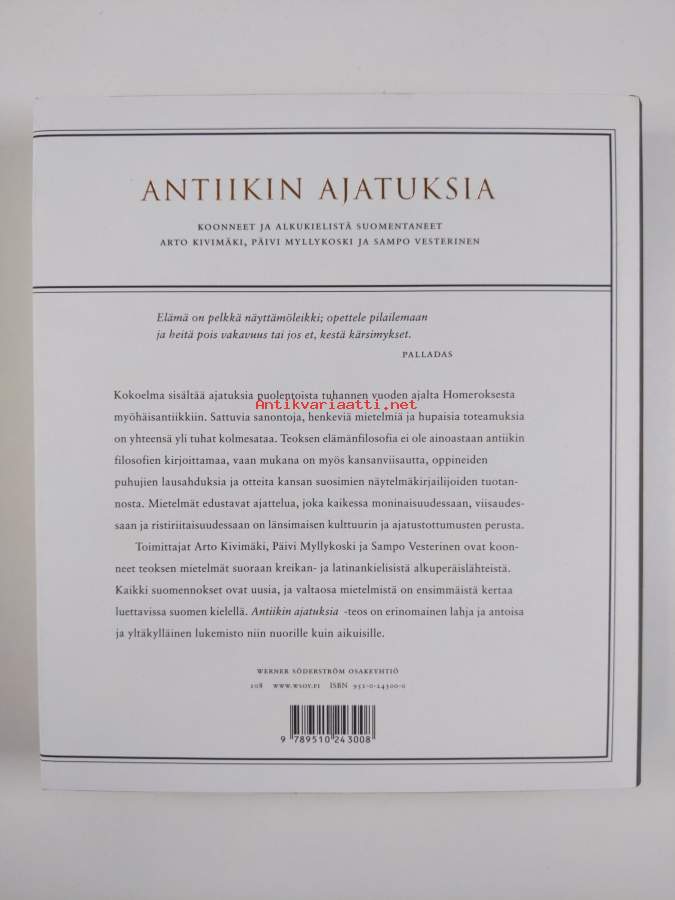 ANTIIKIN AJATUKSIA
KOONNEET JA ALKUKIELISTÄ SUOMENTANEET
ARTO KIVIMÄKI, PÄIVI MYLLYKOSKI JA SAMPO VESTERINEN
Elämä on pelkkä näyttämöleikki; opettele pilailemaan
ja heitä pois vakavuus tai jos et, kestä kärsimykset.
PALLADAS
Kokoelma sisältää ajatuksia puolentoista tuhannen vuoden ajalta Homeroksesta
Antikvariaatti.net
myöhäisantiikkiin. Sattuvia sanontoja, henkeviä mietelmiä ja hupaisia toteamuksia
on yhteensä yli tuhat kolmesataa. Teoksen elämänfilosofia ei ole ainoastaan antiikin
filosofien kirjoittamaa, vaan mukana on myös kansanviisautta, oppineiden
puhujien lausahduksia ja otteita kansan suosimien näytelmäkirjailijoiden tuotan-
nosta. Mietelmät edustavat ajattelua, joka kaikessa moninaisuudessaan, viisaudes-
saan ja ristiriitaisuudessaan on länsimaisen kulttuurin ja ajatustottumusten perusta.
Toimittajat Arto Kivimäki, Päivi Myllykoski ja Sampo Vesterinen ovat koon-
neet teoksen mietelmät suoraan kreikan- ja latinankielisistä alkuperäislähteistä.
Kaikki suomennokset ovat uusia, ja valtaosa mietelmistä on ensimmäistä kertaa
luettavissa suomen kielellä. Antiikin ajatuksia -teos on erinomainen lahja ja antoisa
ja yltäkylläinen lukemisto niin nuorille kuin aikuisille.
WERNER SÖDERSTRÖM OSAKEYHTIÖ
108 WWW.WSOY.FI ISBN 951-0-24300-0
9 789510 243008